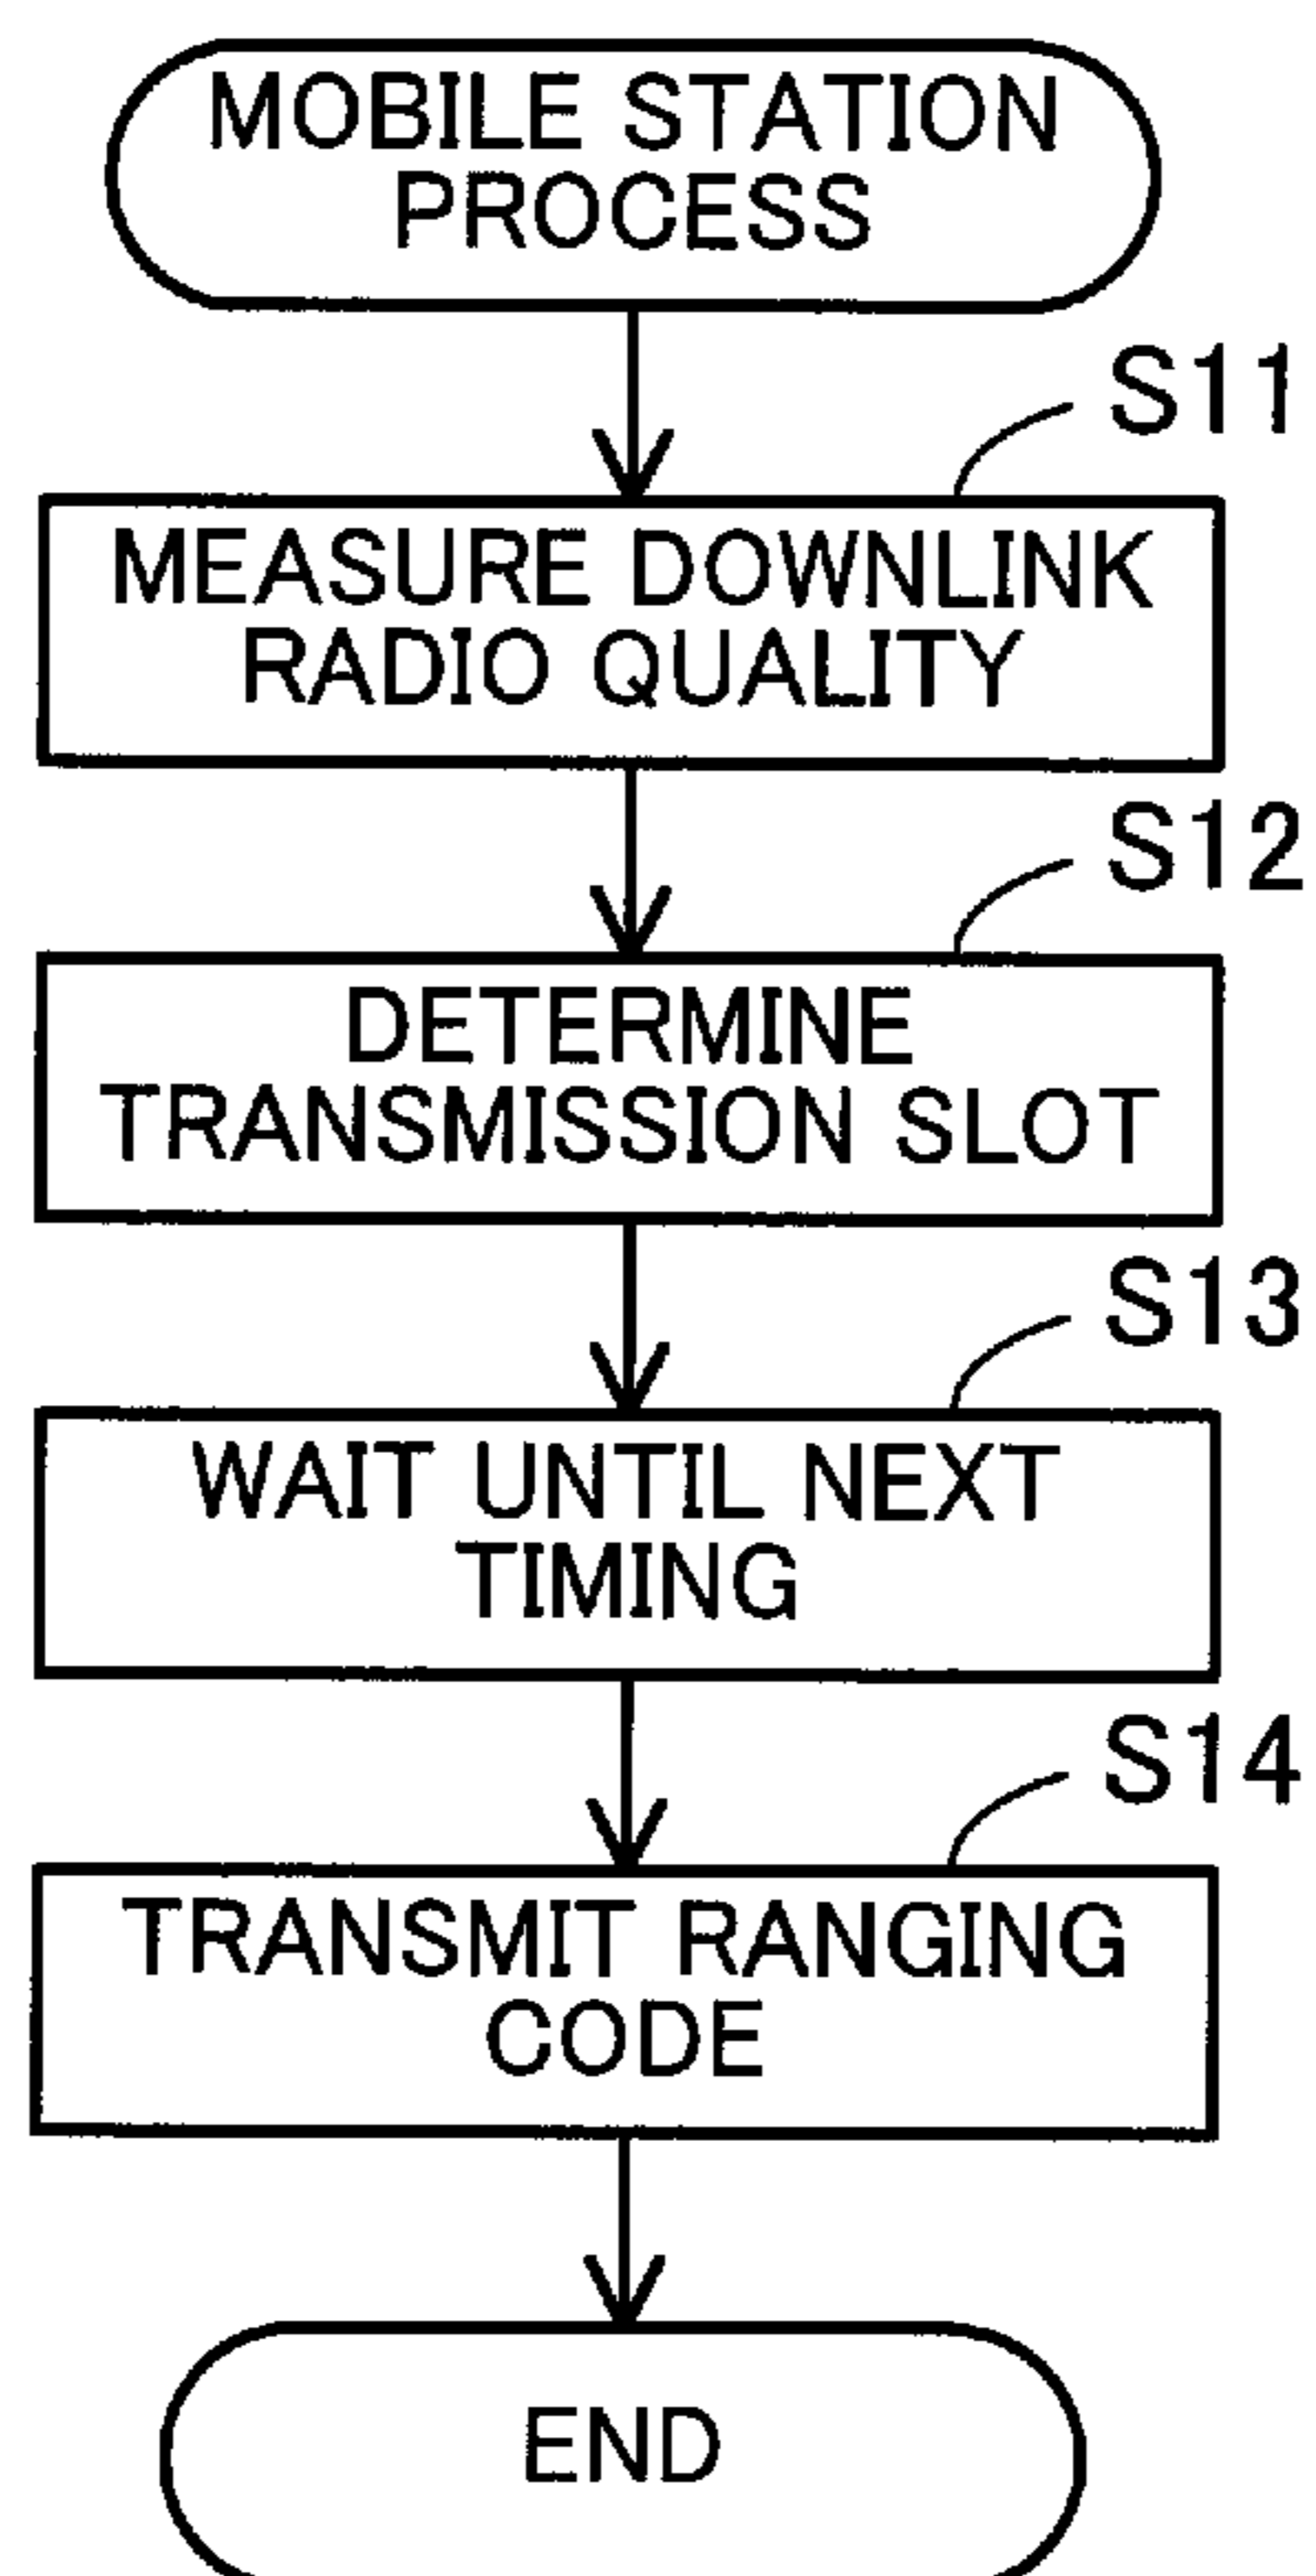 MOBILE STATION
PROCESS
S11
MEASURE DOWNLINK
RADIO QUALITY
S12
DETERMINE
TRANSMISSION SLOT
S13
WAIT UNTIL NEXT
TIMING
S14
TRANSMIT RANGING
CODE
END